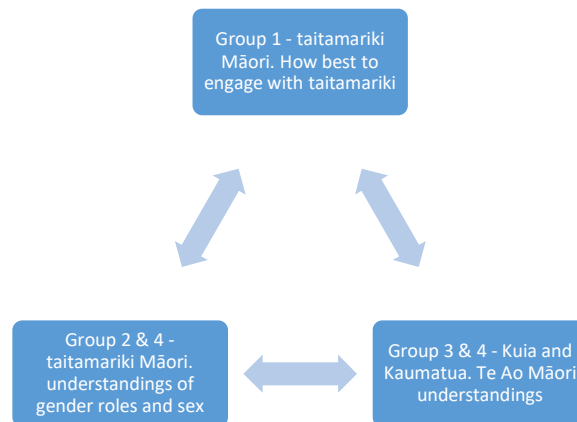 Group 1 - taitamariki
Māori. How best to
engage with taitamariki
Group 2 & 4 -
taitamariki Māori.
understandings of
gender roles and sex
Group 3 & 4 - Kuia and
Kaumatua. Te Ao Māori
understandings